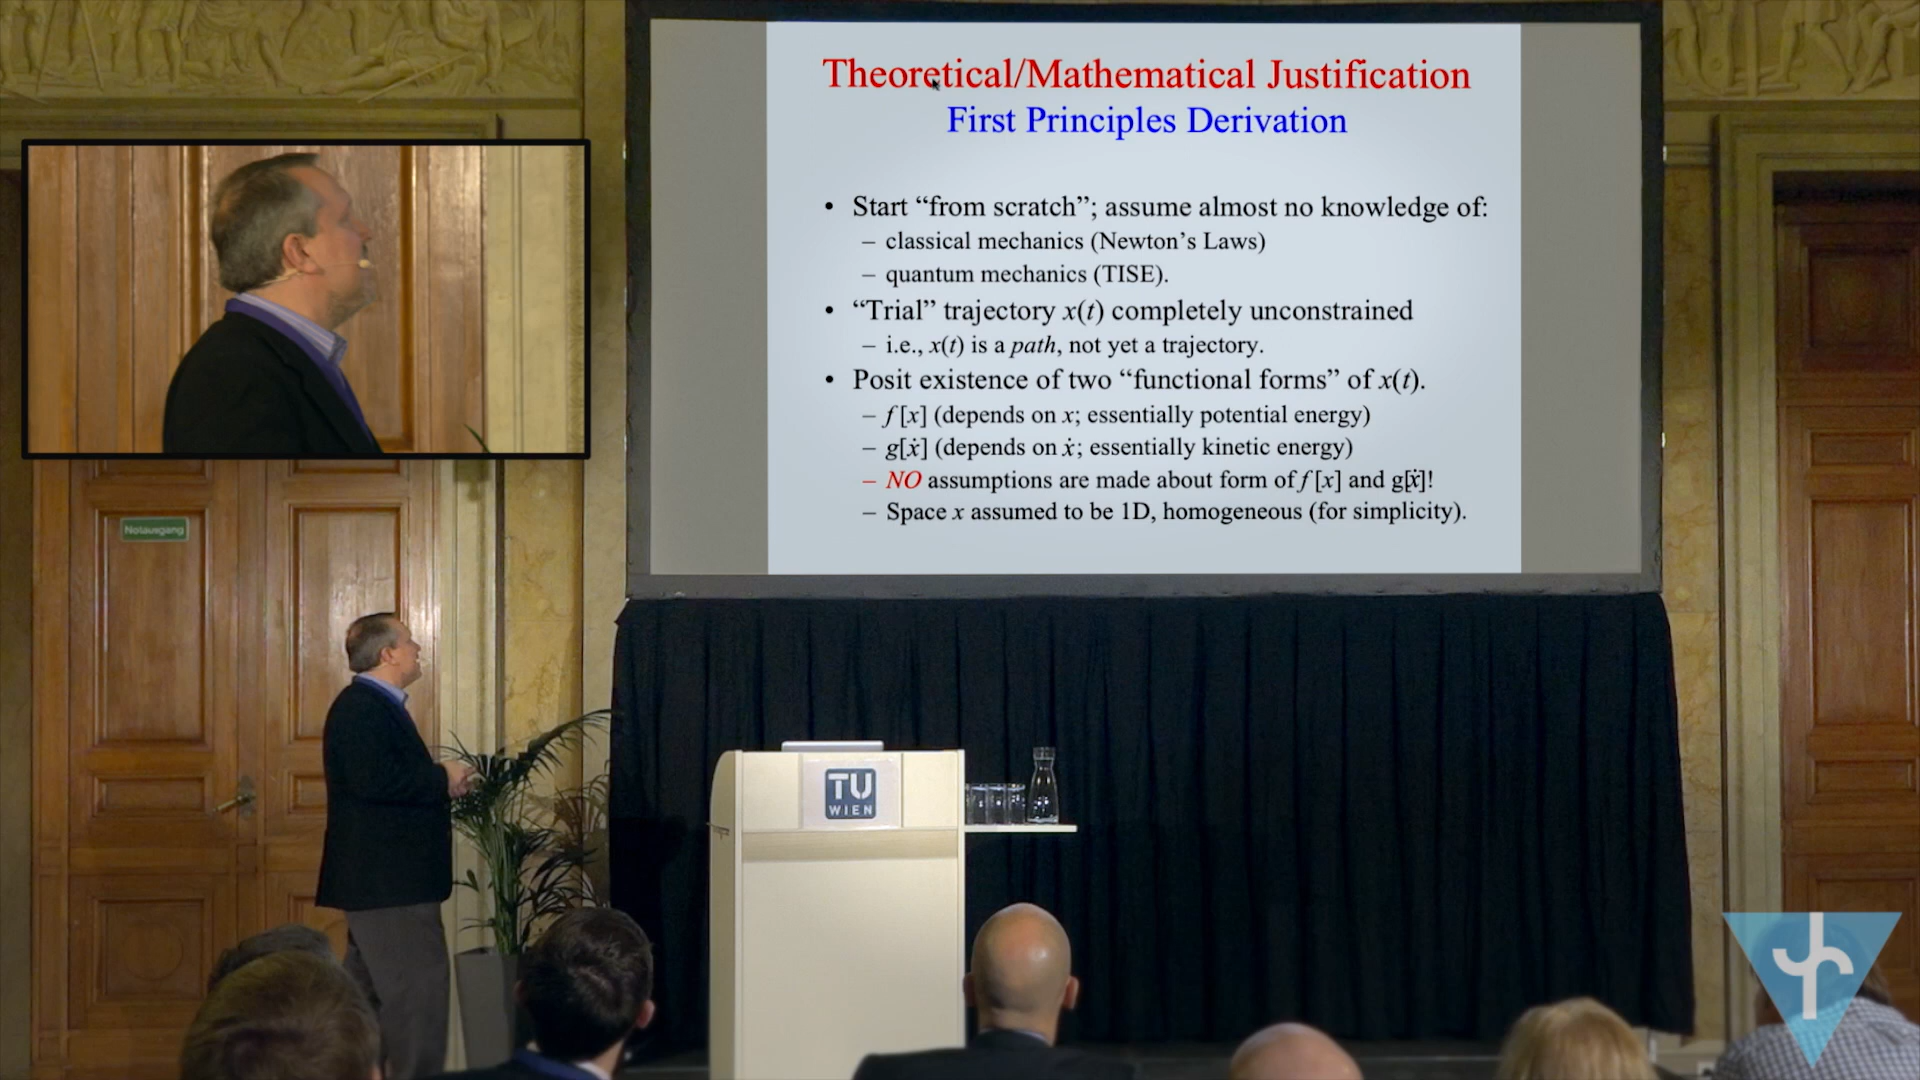 Theoretical/Mathematical Justification
First Principles Derivation
• Start “from scratch”; assume almost no knowledge of:
– classical mechanics (Newton’s Laws)
– quantum mechanics (TISE).
• “Trial” trajectory x(t) completely unconstrained
– i.e., x(t) is a path, not yet a trajectory.
• Posit existence of two “functional forms” of x(t).
– f [x] (depends on x; essentially potential energy)
– g[ẋ] (depends on ẋ; essentially kinetic energy)
– NO assumptions are made about form of f [x] and g[ẋ]!
– Space x assumed to be 1D, homogeneous (for simplicity).
Notausgang
TU
WIEN